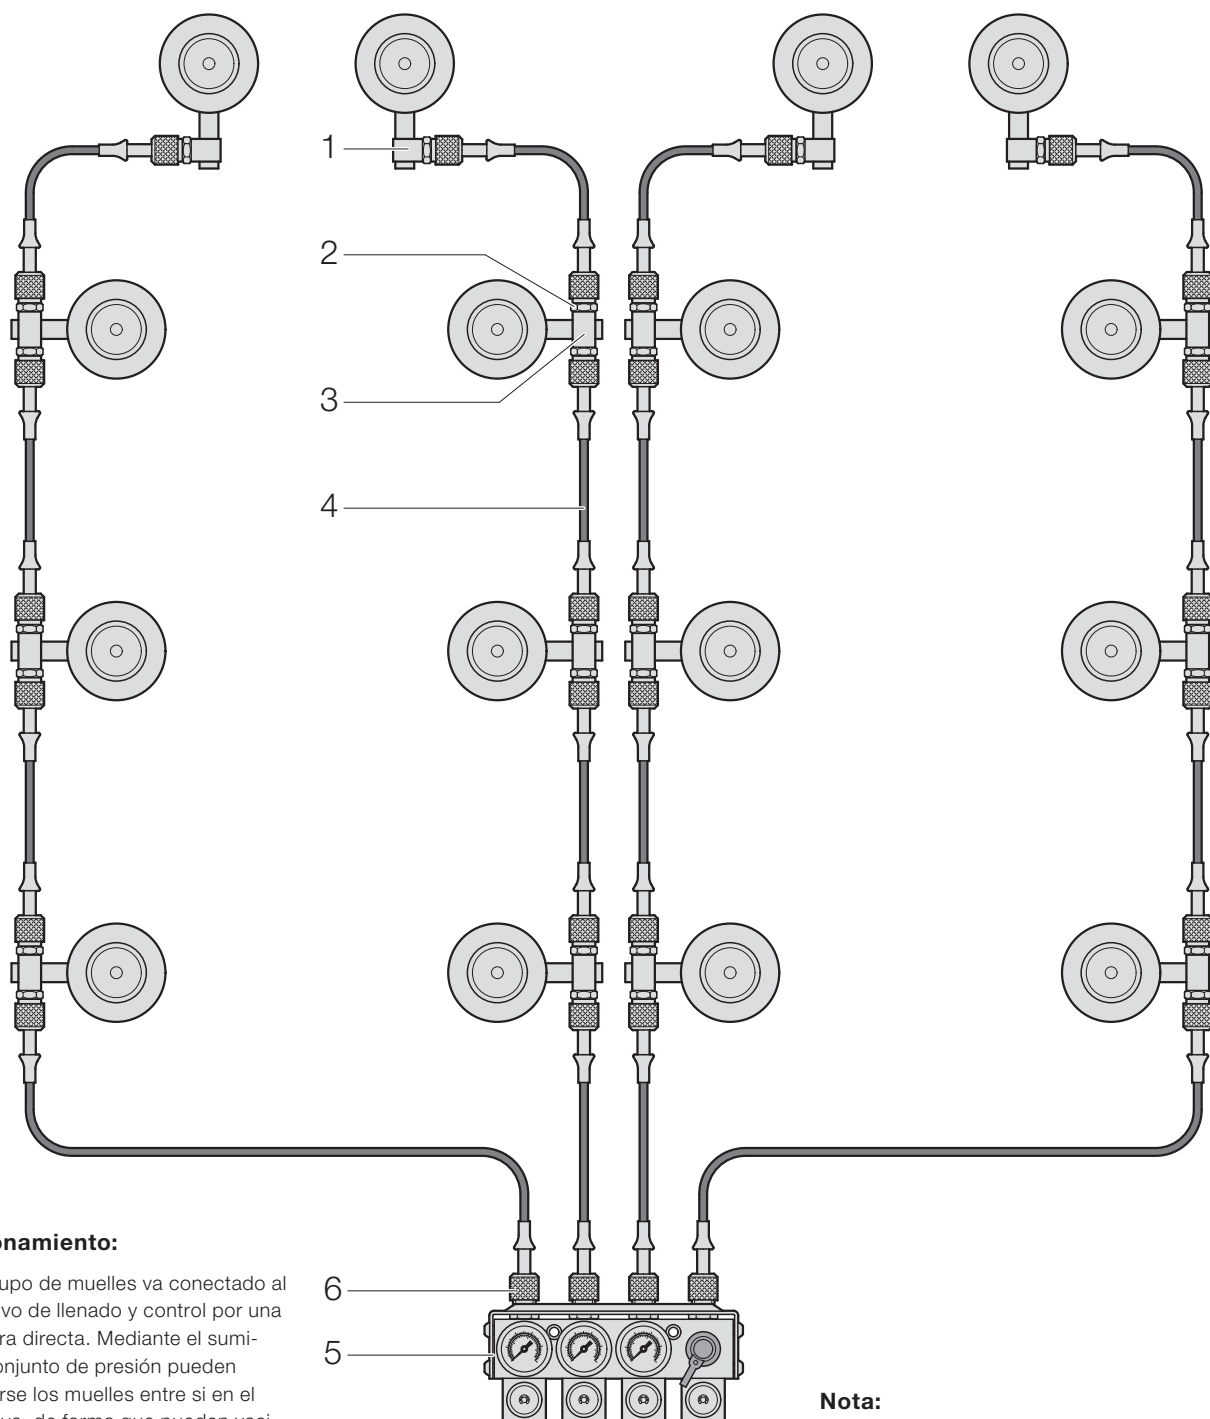 1
2
3
4
onamiento:
upo de muelles va conectado al
vo de llenado y control por una
ra directa. Mediante el sumi-
onjunto de presión pueden
rse los muelles entre si en el
6
5
Nota: